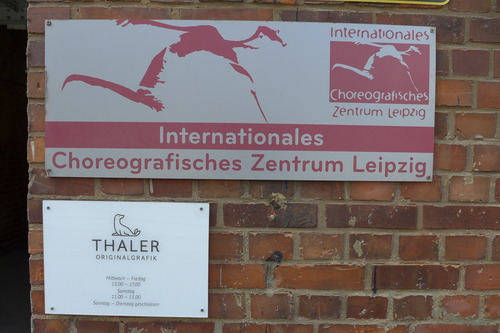 Internationales
Choreografisches
Zentrum Leipzig
Internationales
Choreografisches Zentrum Leipzig
THALER
ORIGINALGRAFIK
Mittwoch – Freitag
13.00 – 17.00
Samstag
11.00 – 15.00
Sonntag – Dienstag geschlossen